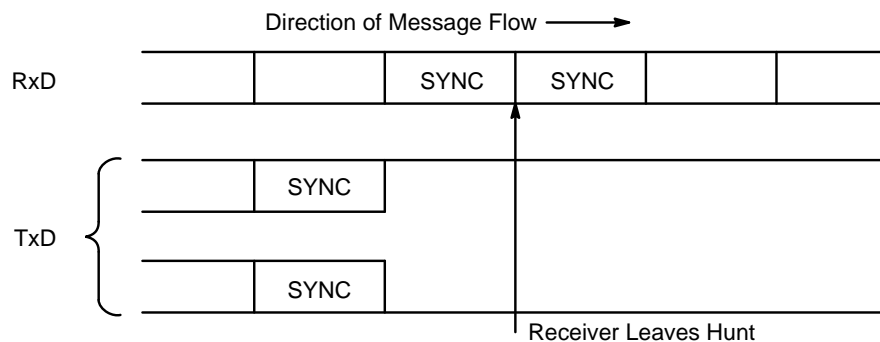 Direction of Message Flow
RxD
SYNC SYNC
SYNC
TxD
SYNC
Receiver Leaves Hunt